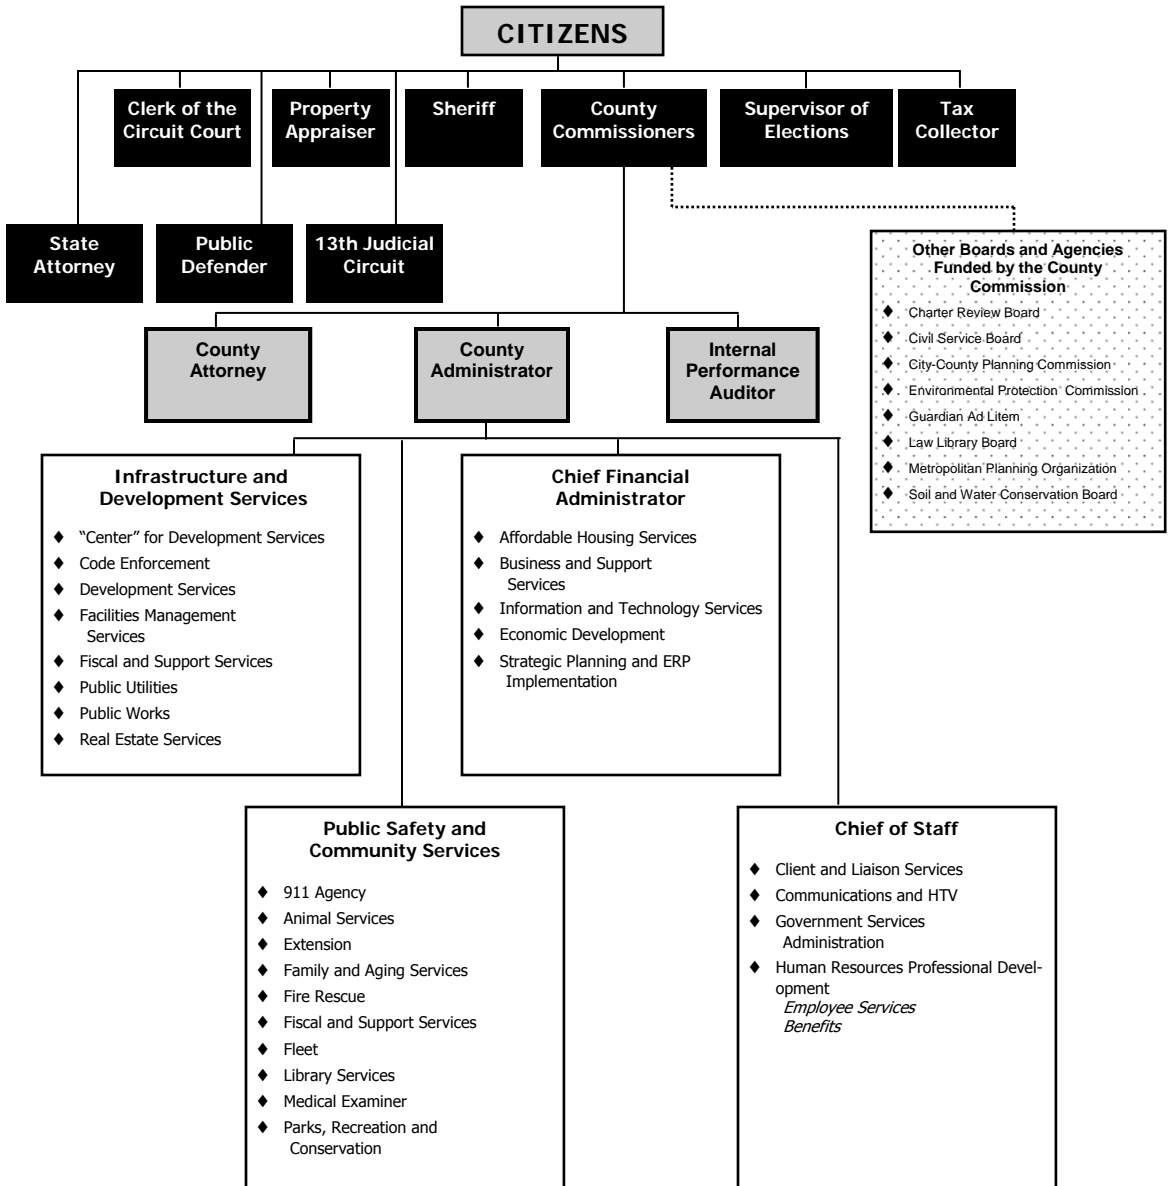 CITIZENS
Clerk of the
Circuit Court
Property
Appraiser
Sheriff
County
Commissioners
Supervisor of
Elections
Tax
Collector
State
Attorney
Public
Defender
13th Judicial
Circuit
Other Boards and Agencies
Funded by the County
Commission
♦ Charter Review Board
♦ Civil Service Board
♦ City-County Planning Commission
♦ Environmental Protection Commission
♦ Guardian Ad Litem
♦ Law Library Board
♦ Metropolitan Planning Organization
♦ Soil and Water Conservation Board
County
Attorney
County
Administrator
Internal
Performance
Auditor
Infrastructure and
Development Services
♦ “Center” for Development Services
♦ Code Enforcement
♦ Development Services
♦ Facilities Management
Services
♦ Fiscal and Support Services
♦ Public Utilities
♦ Public Works
♦ Real Estate Services
Chief Financial
Administrator
♦ Affordable Housing Services
♦ Business and Support
Services
♦ Information and Technology Services
♦ Economic Development
♦ Strategic Planning and ERP
Implementation
Public Safety and
Community Services
♦ 911 Agency
♦ Animal Services
♦ Extension
♦ Family and Aging Services
♦ Fire Rescue
♦ Fiscal and Support Services
♦ Fleet
♦ Library Services
♦ Medical Examiner
♦ Parks, Recreation and
Conservation
Chief of Staff
♦ Client and Liaison Services
♦ Communications and HTV
♦ Government Services
Administration
♦ Human Resources Professional Devel-
opment
Employee Services
Benefits